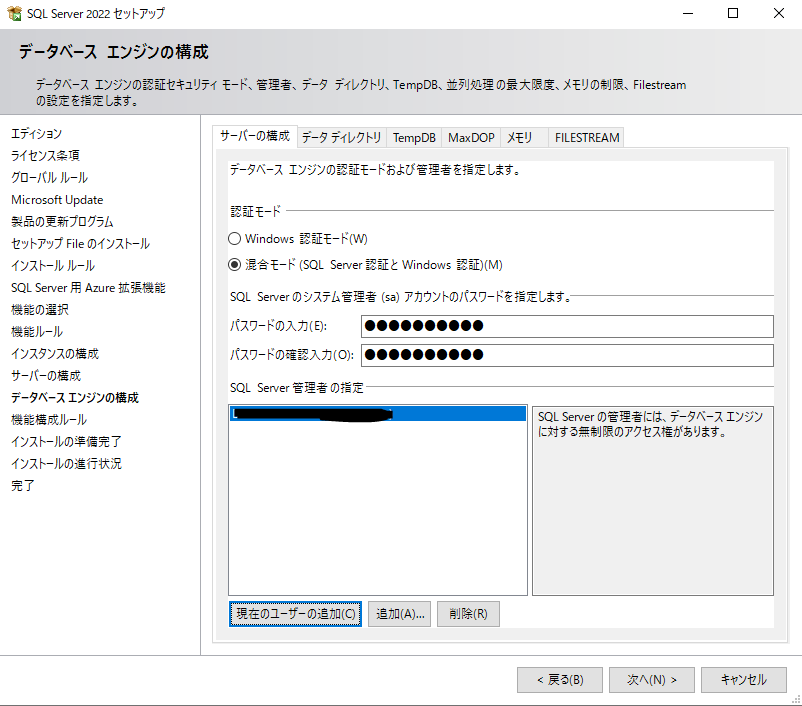 SQL Server 2022 セットアップ
データベース エンジンの構成
データベース エンジンの認証セキュリティ モード、管理者、データ ディレクトリ、TempDB、並列処理の最大限度、メモリの制限、Filestream
の設定を指定します。
エディション
ライセンス条項
グローバル ルール
Microsoft Update
製品の更新プログラム
セットアップ File のインストール
インストール ルール
SQL Server 用 Azure 拡張機能
機能の選択
機能ルール
インスタンスの構成
サーバーの構成
データベース エンジンの構成
機能構成ルール
インストールの準備完了
インストールの進行状況
完了
サーバーの構成 データ ディレクトリ TempDB MaxDOP メモリ FILESTREAM
データベース エンジンの認証モードおよび管理者を指定します。
認証モード
Windows 認証モード(W)
混合モード (SQL Server 認証と Windows 認証)(M)
SQL Server のシステム管理者 (sa) アカウントのパスワードを指定します。
パスワードの入力(E): ●●●●●●●●●●
パスワードの確認入力(O): ●●●●●●●●●●
SQL Server 管理者の指定
SQL Server の管理者には、データベース エンジン
に対する無制限のアクセス権があります。
現在のユーザーの追加(C) 追加(A)... 削除(R)
< 戻る(B) 次へ(N) > キャンセル